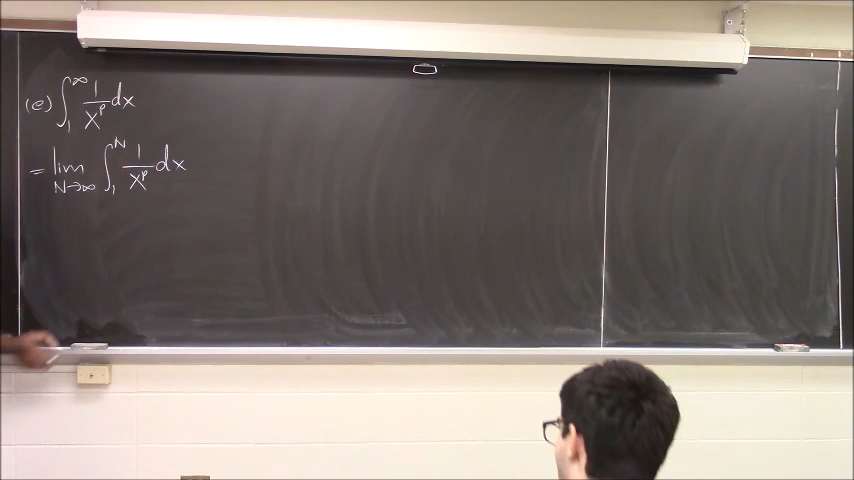 (e) ∫₁^∞ 1/x^p dx
= lim_{N→∞} ∫₁^N 1/x^p dx